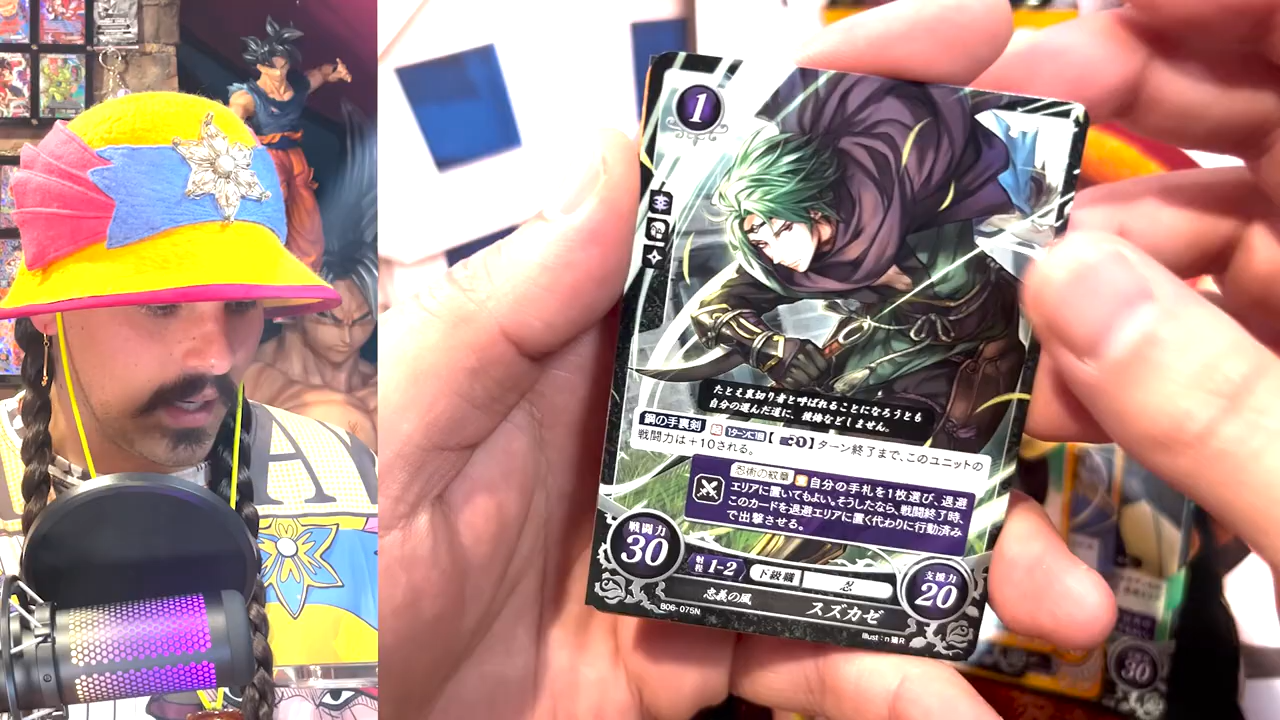 1
たとえ裏切り者と呼ばれることになろうとも
自分の選んだ道に、後悔などしません。
鋼の手裏剣 起 1ターンに1回 【 1】ターン終了まで、このユニットの
戦闘力は+10される。
忍術の紋章 自分の手札を1枚選び、退避
エリアに置いてもよい。そうしたなら、戦闘終了時、
このカードを退避エリアに置く代わりに行動済み
で出撃させる。
戦闘力
30
射程 1-2 下級職 忍
支援力
20
忠義の風 スズカゼ
B06-075N
Illust : n猫R
A
30